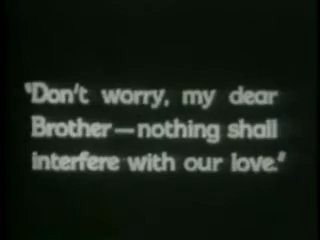 "Don't worry, my dear
Brother—nothing shall
interfere with our love."